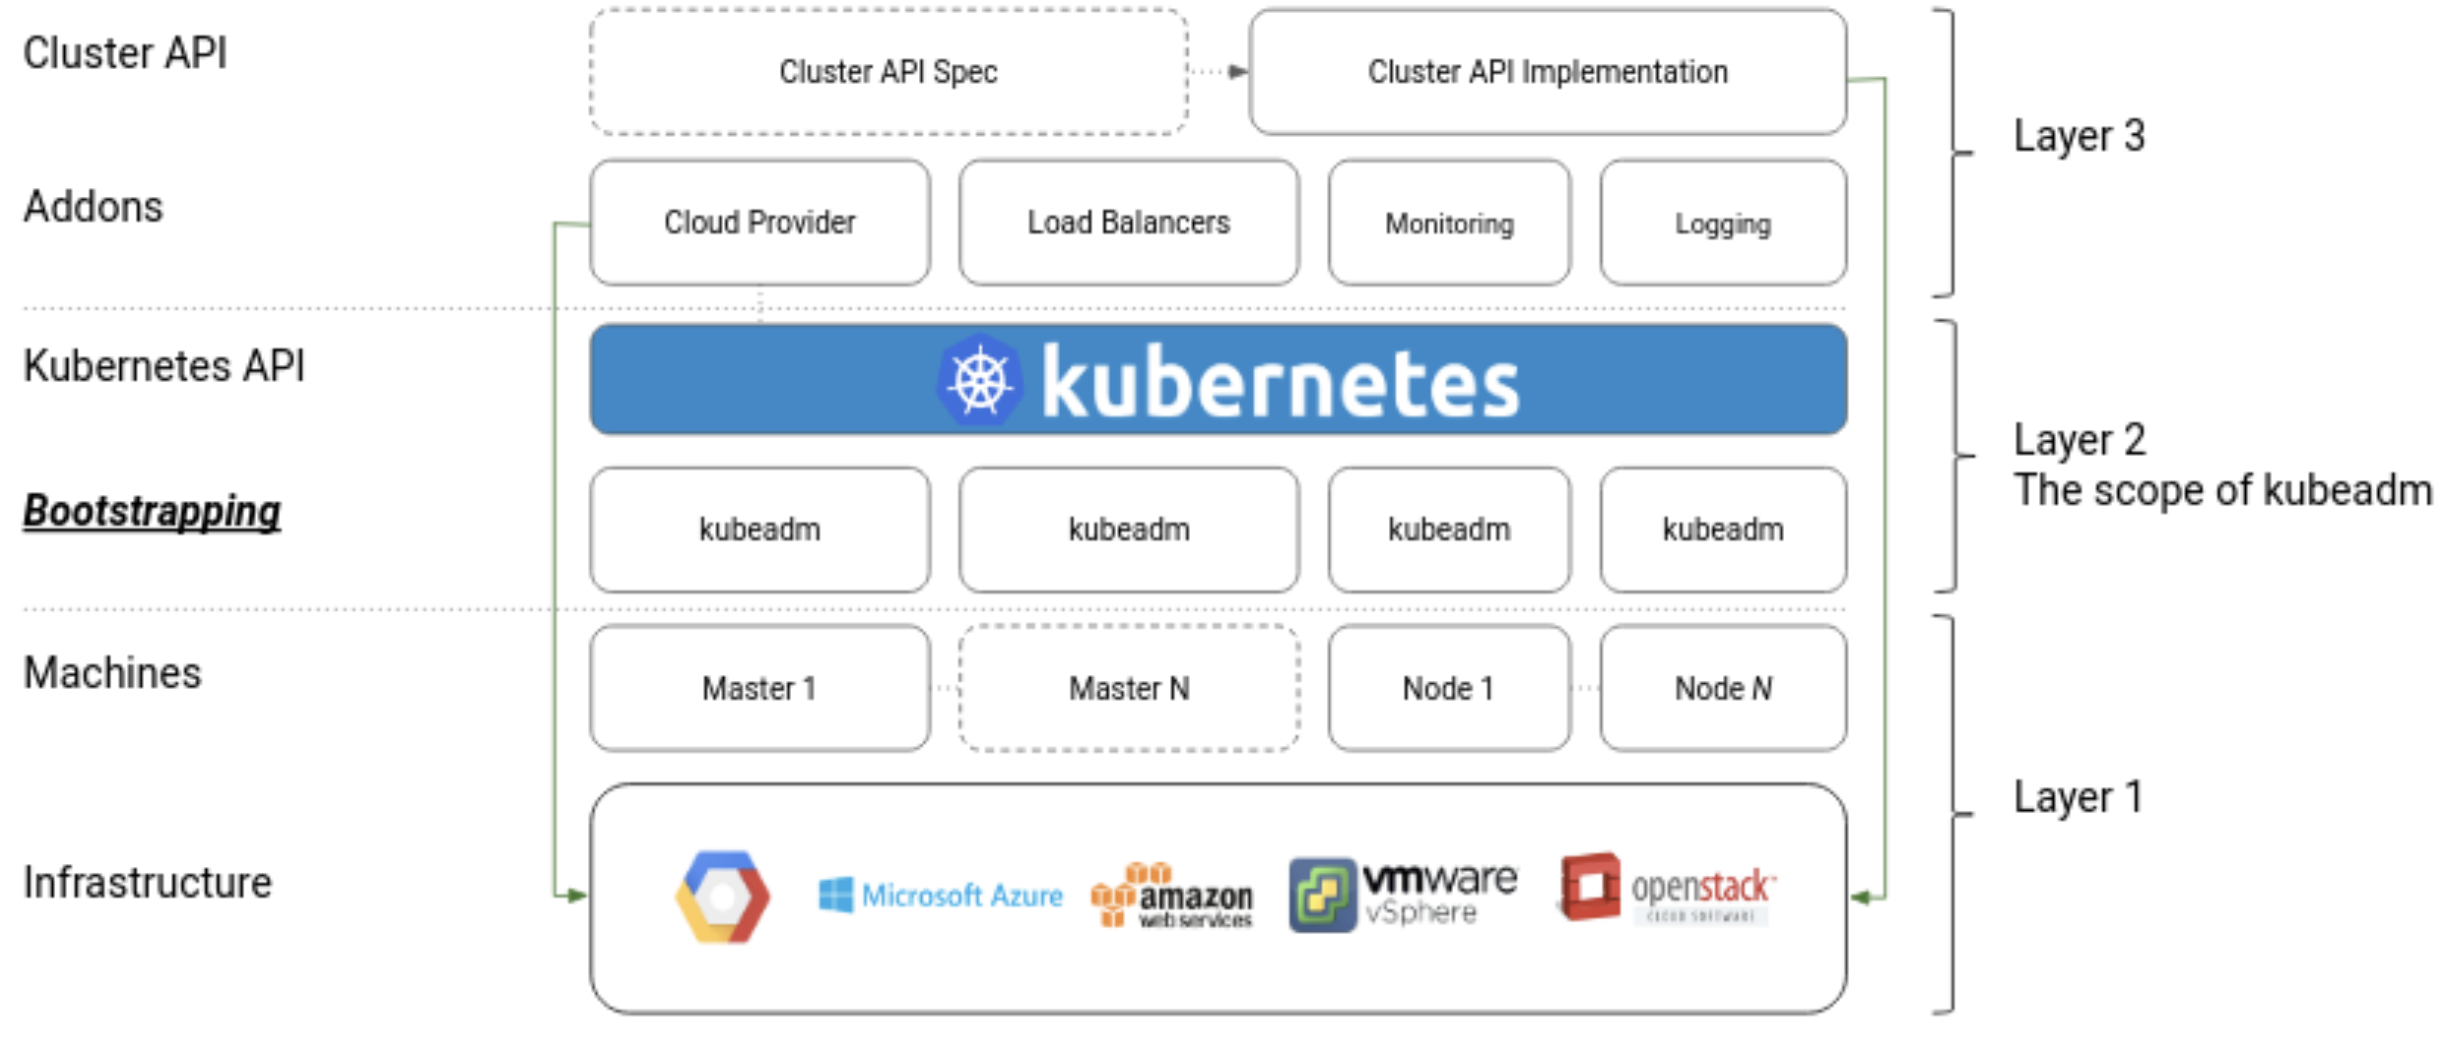 Cluster API
Cluster API Spec
Cluster API Implementation
Layer 3
Addons
Cloud Provider
Load Balancers
Monitoring
Logging
Kubernetes API
kubernetes
Layer 2
The scope of kubeadm
Bootstrapping
kubeadm
kubeadm
kubeadm
kubeadm
Machines
Master 1
Master N
Node 1
Node N
Layer 1
Infrastructure
Microsoft Azure
amazon
web services
vmware
vSphere
openstack
CLOUD SOFTWARE